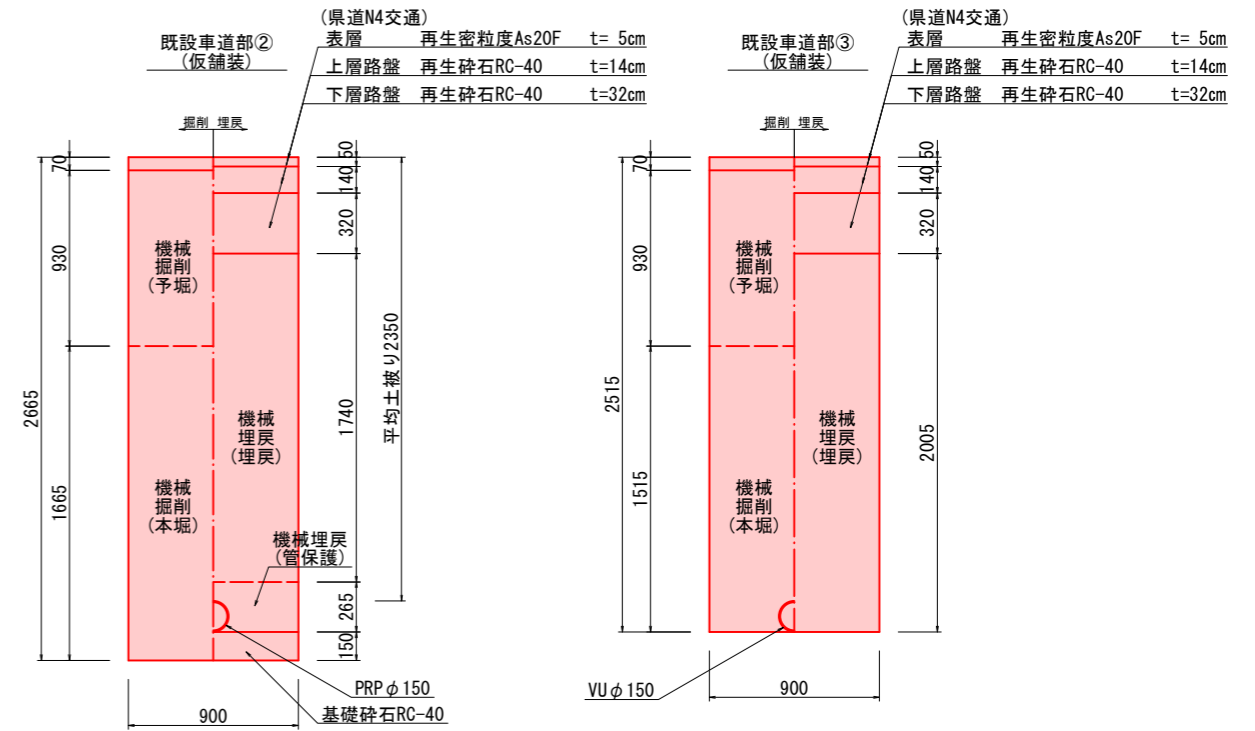 既設車道部②
(仮舗装)
(県道N4交通)
表層 再生密粒度As20F t= 5cm
上層路盤 再生砕石RC-40 t=14cm
下層路盤 再生砕石RC-40 t=32cm
掘削 埋戻
70
930
1665
2665
50
140
320
1740
265
150
平均土被り2350
機械
掘削
(予堀)
機械
掘削
(本堀)
機械
埋戻
(埋戻)
機械埋戻
(管保護)
PRPφ150
基礎砕石RC-40
900
既設車道部③
(仮舗装)
(県道N4交通)
表層 再生密粒度As20F t= 5cm
上層路盤 再生砕石RC-40 t=14cm
下層路盤 再生砕石RC-40 t=32cm
掘削 埋戻
70
930
1515
2515
50
140
320
2005
機械
掘削
(予堀)
機械
掘削
(本堀)
機械
埋戻
(埋戻)
VUφ150
900